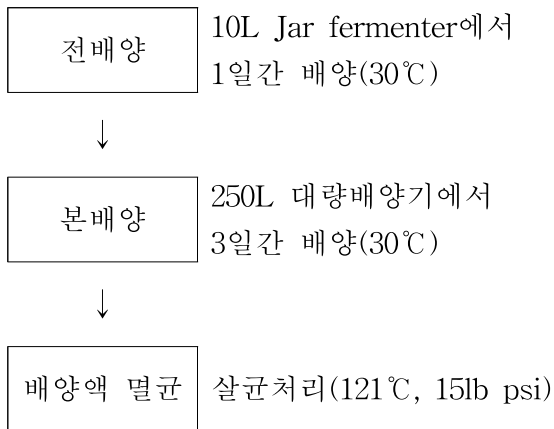 전배양
10L Jar fermenter에서
1일간 배양(30℃)
↓
본배양
250L 대량배양기에서
3일간 배양(30℃)
↓
배양액 멸균
살균처리(121℃, 15lb psi)